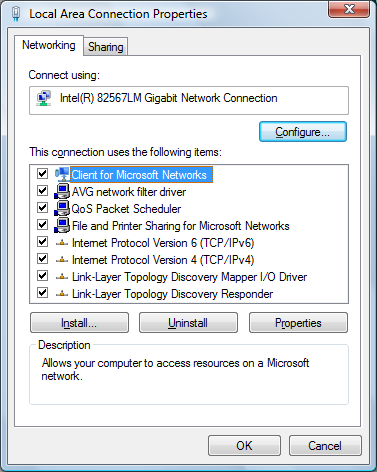 Local Area Connection Properties
Networking
Sharing
Connect using:
Intel(R) 82567LM Gigabit Network Connection
Configure...
This connection uses the following items:
Client for Microsoft Networks
AVG network filter driver
QoS Packet Scheduler
File and Printer Sharing for Microsoft Networks
Internet Protocol Version 6 (TCP/IPv6)
Internet Protocol Version 4 (TCP/IPv4)
Link-Layer Topology Discovery Mapper I/O Driver
Link-Layer Topology Discovery Responder
Install...
Uninstall
Properties
Description
Allows your computer to access resources on a Microsoft
network.
OK
Cancel